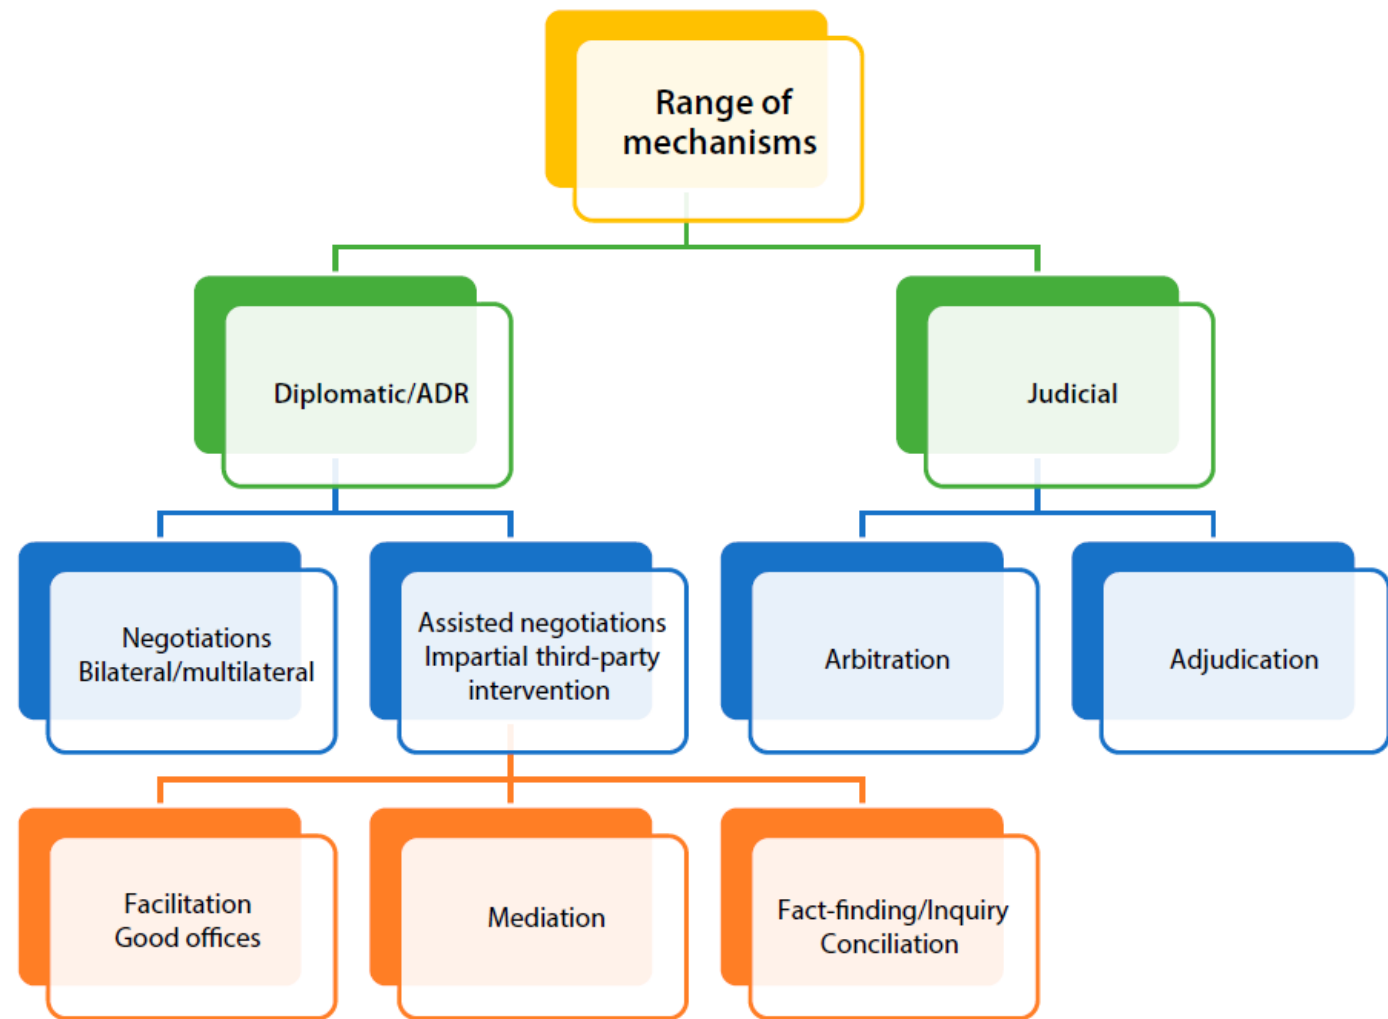 Range of
mechanisms
Diplomatic/ADR
Judicial
Negotiations
Bilateral/multilateral
Assisted negotiations
Impartial third-party
intervention
Arbitration
Adjudication
Facilitation
Good offices
Mediation
Fact-finding/Inquiry
Conciliation